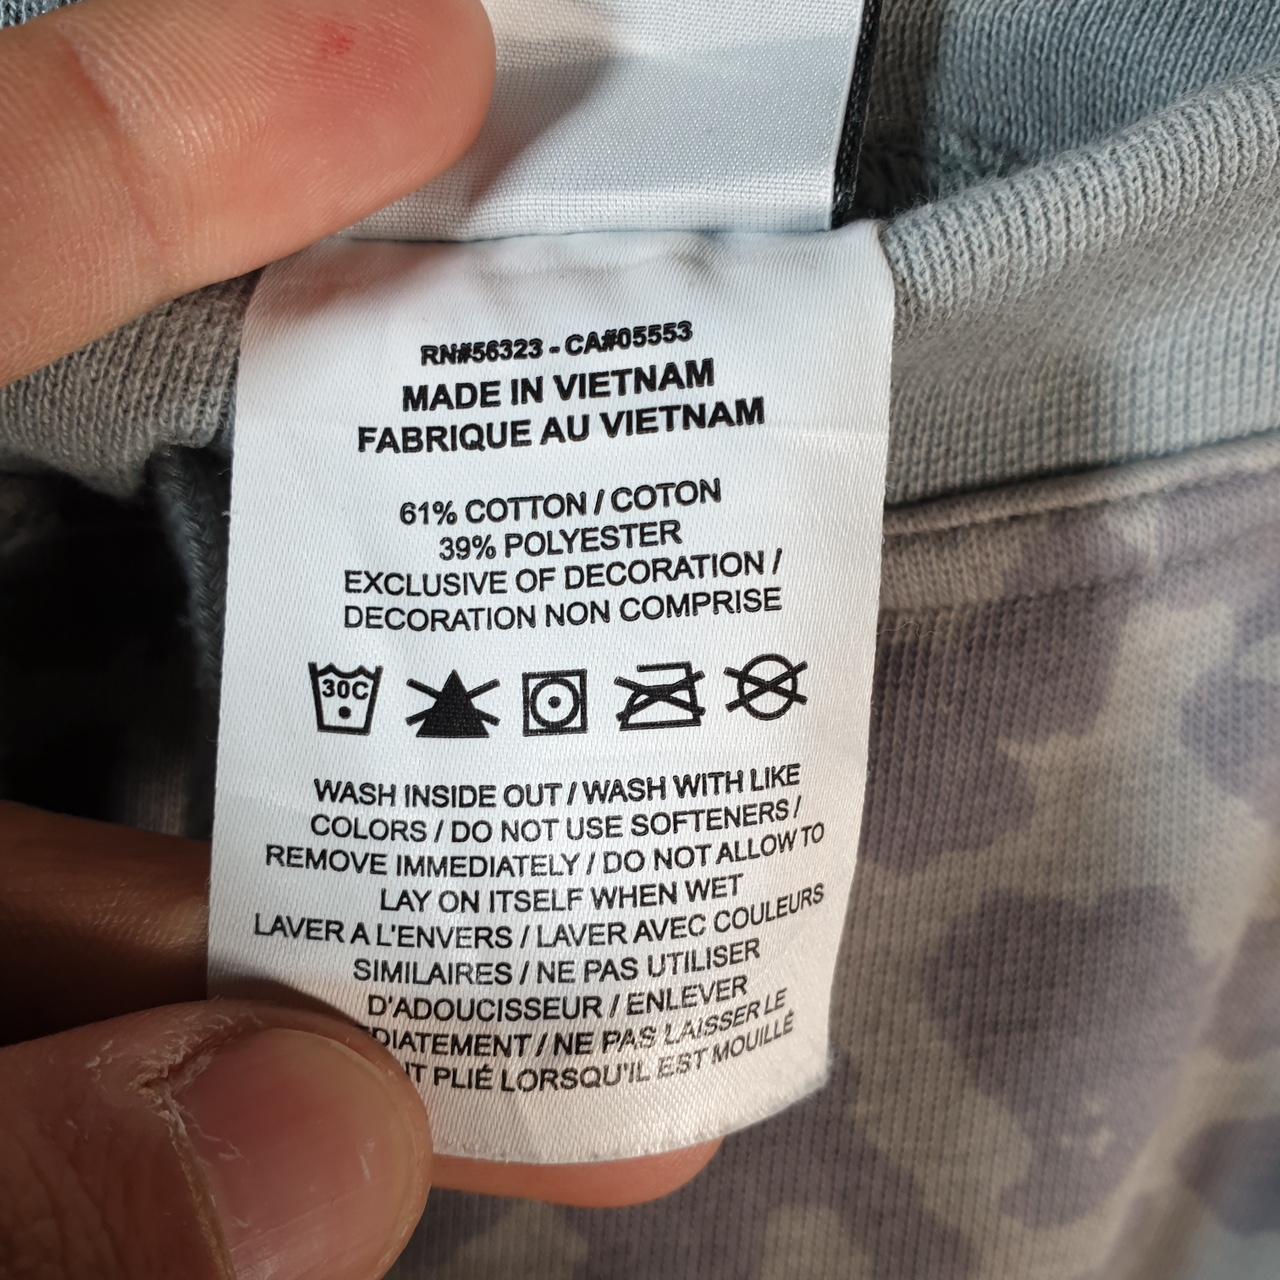 RN#56323 - CA#05553
MADE IN VIETNAM
FABRIQUE AU VIETNAM
61% COTTON / COTON
39% POLYESTER
EXCLUSIVE OF DECORATION /
DECORATION NON COMPRISE
30C
WASH INSIDE OUT / WASH WITH LIKE
COLORS / DO NOT USE SOFTENERS /
REMOVE IMMEDIATELY / DO NOT ALLOW TO
LAY ON ITSELF WHEN WET
LAVER A L'ENVERS / LAVER AVEC COULEURS
SIMILAIRES / NE PAS UTILISER
D'ADOUCISSEUR / ENLEVER
/ NE PAS LAISSER LE
PLIÉ LORSQU'IL EST MOUILLÉ